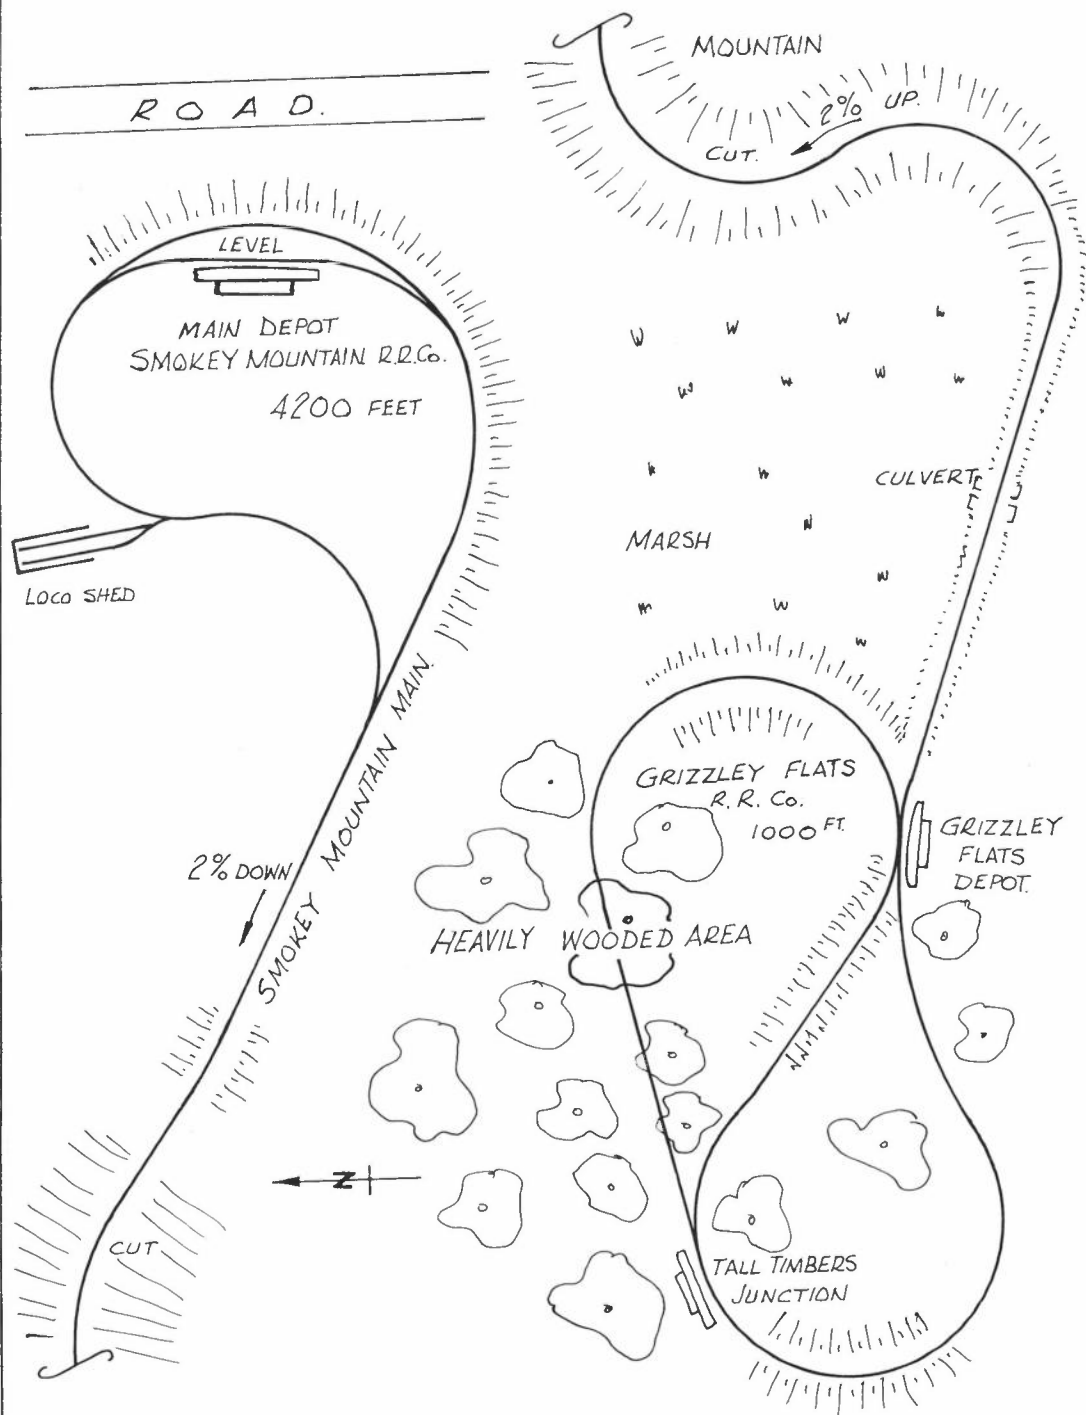 MOUNTAIN
2% UP.
CUT.
ROAD.
LEVEL
MAIN DEPOT
SMOKEY MOUNTAIN R.R.Co.
4200 FEET
LOCO SHED
SMOKEY MOUNTAIN MAIN.
2% DOWN
CUT
CULVERT
MARSH
GRIZZLEY FLATS
R. R. Co.
1000 FT.
GRIZZLEY
FLATS
DEPOT.
HEAVILY WOODED AREA
N
TALL TIMBERS
JUNCTION